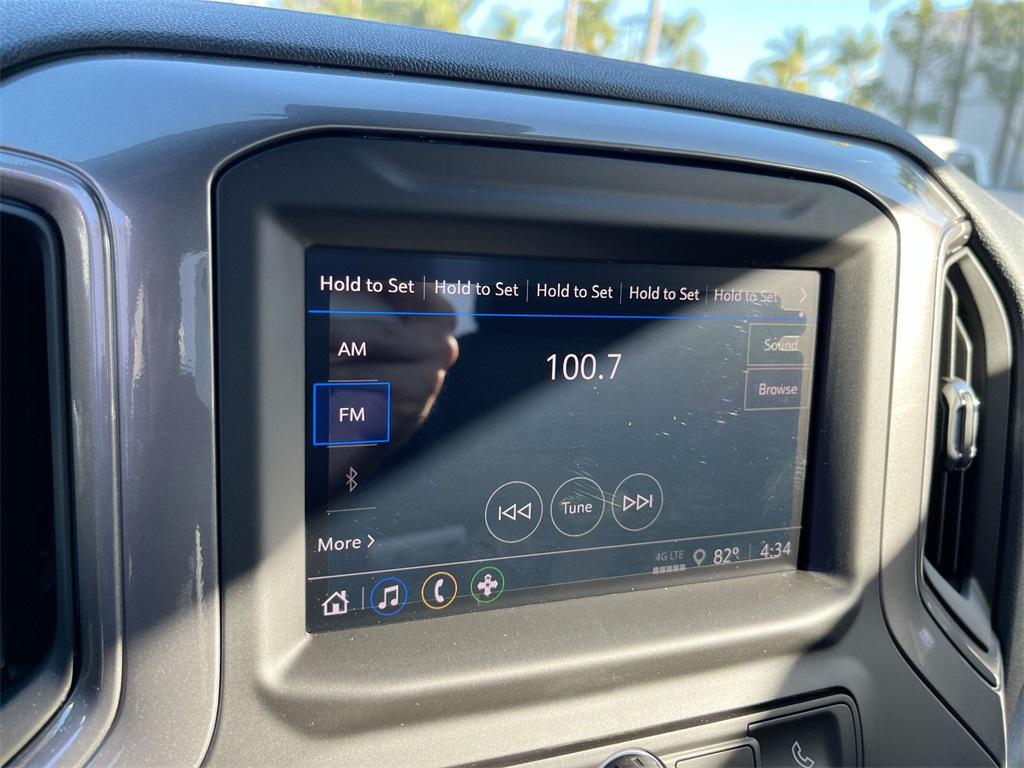 Hold to Set Hold to Set Hold to Set Hold to Set Hold to Set
AM
100.7
Sound
FM
Browse
Tune
More
4G LTE 82° 4:34